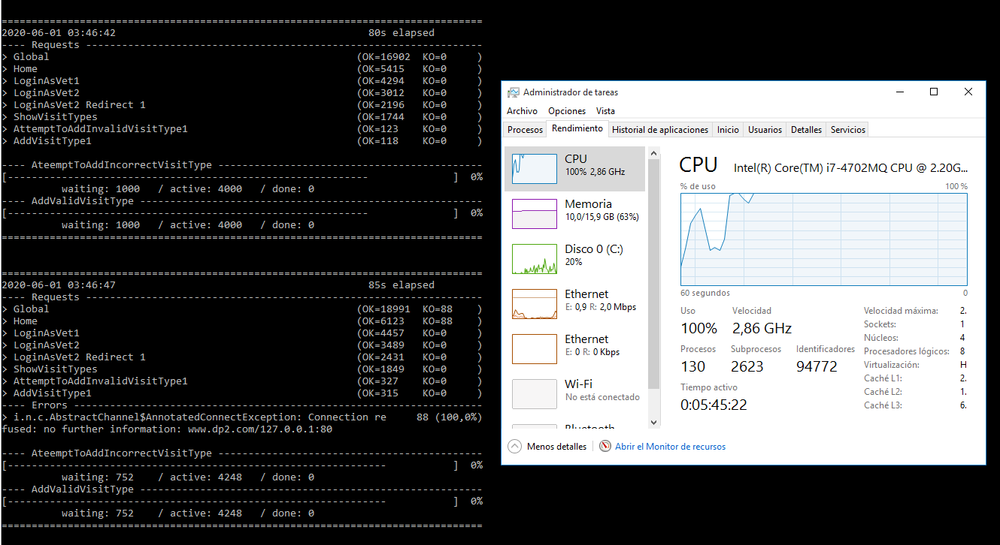 ================================================================================
2020-06-01 03:46:42                                          80s elapsed
---- Requests ------------------------------------------------------------------
> Global                                                   (OK=16902  KO=0     )
> Home                                                     (OK=5415   KO=0     )
> LoginAsVet1                                              (OK=4294   KO=0     )
> LoginAsVet2                                              (OK=3012   KO=0     )
> LoginAsVet2 Redirect 1                                   (OK=2196   KO=0     )
> ShowVisitTypes                                           (OK=1744   KO=0     )
> AttemptToAddInvalidVisitType1                            (OK=123    KO=0     )
> AddVisitType1                                            (OK=118    KO=0     )
---- AteemptToAddIncorrectVisitType --------------------------------------------
[------------------------------------------------------------              ]  0%
          waiting: 1000   / active: 4000   / done: 0
---- AddValidVisitType ---------------------------------------------------------
[------------------------------------------------------------              ]  0%
          waiting: 1000   / active: 4000   / done: 0
================================================================================
================================================================================
2020-06-01 03:46:47                                          85s elapsed
---- Requests ------------------------------------------------------------------
> Global                                                   (OK=18991  KO=88    )
> Home                                                     (OK=6123   KO=88    )
> LoginAsVet1                                              (OK=4457   KO=0     )
> LoginAsVet2                                              (OK=3489   KO=0     )
> LoginAsVet2 Redirect 1                                   (OK=2431   KO=0     )
> ShowVisitTypes                                           (OK=1849   KO=0     )
> AttemptToAddInvalidVisitType1                            (OK=327    KO=0     )
> AddVisitType1                                            (OK=315    KO=0     )
---- Errors --------------------------------------------------------------------
> i.n.c.AbstractChannel$AnnotatedConnectException: Connection re     88 (100,0%)
fused: no further information: www.dp2.com/127.0.0.1:80
---- AteemptToAddIncorrectVisitType --------------------------------------------
[---------------------------------------------------------------           ]  0%
          waiting: 752    / active: 4248   / done: 0
---- AddValidVisitType ---------------------------------------------------------
[---------------------------------------------------------------           ]  0%
          waiting: 752    / active: 4248   / done: 0
================================================================================
Administrador de tareas
Archivo Opciones Vista
Procesos Rendimiento Historial de aplicaciones Inicio Usuarios Detalles Servicios
CPU
100% 2,86 GHz
Memoria
10,0/15,9 GB (63%)
Disco 0 (C:)
20%
Ethernet
E: 0,9 R: 2,0 Mbps
Ethernet
E: 0 R: 0 Kbps
Wi-Fi
No está conectado
Bluetooth
CPU Intel(R) Core(TM) i7-4702MQ CPU @ 2.20G...
% de uso 100 %
60 segundos 0
Uso Velocidad
100% 2,86 GHz
Procesos Subprocesos Identificadores
130 2623 94772
Tiempo activo
0:05:45:22
Velocidad máxima: 2.
Sockets: 1
Núcleos: 4
Procesadores lógicos: 8
Virtualización: H
Caché L1: 2.
Caché L2: 1.
Caché L3: 6.
Menos detalles Abrir el Monitor de recursos